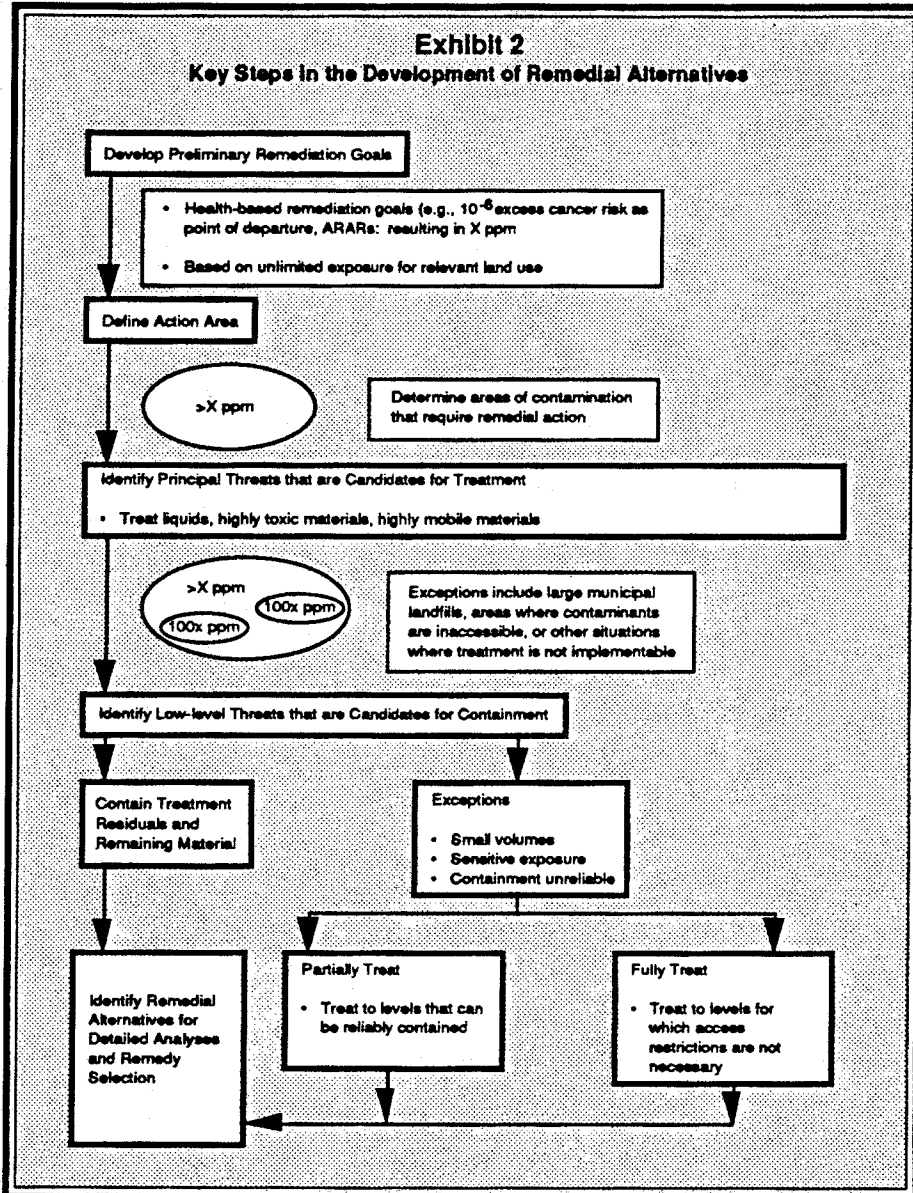 Exhibit 2
Key Steps in the Development of Remedial Alternatives
Develop Preliminary Remediation Goals
• Health-based remediation goals (e.g., 10⁻⁶ excess cancer risk as
point of departure, ARARs: resulting in X ppm
• Based on unlimited exposure for relevant land use
Define Action Area
>X ppm
Determine areas of contamination
that require remedial action
Identify Principal Threats that are Candidates for Treatment
• Treat liquids, highly toxic materials, highly mobile materials
>X ppm
100x ppm
100x ppm
Exceptions include large municipal
landfills, areas where contaminants
are inaccessible, or other situations
where treatment is not implementable
Identify Low-level Threats that are Candidates for Containment
Contain Treatment
Residuals and
Remaining Material
Exceptions
• Small volumes
• Sensitive exposure
• Containment unreliable
Identify Remedial
Alternatives for
Detailed Analyses
and Remedy
Selection
Partially Treat
• Treat to levels that can
be reliably contained
Fully Treat
• Treat to levels for
which access
restrictions are not
necessary